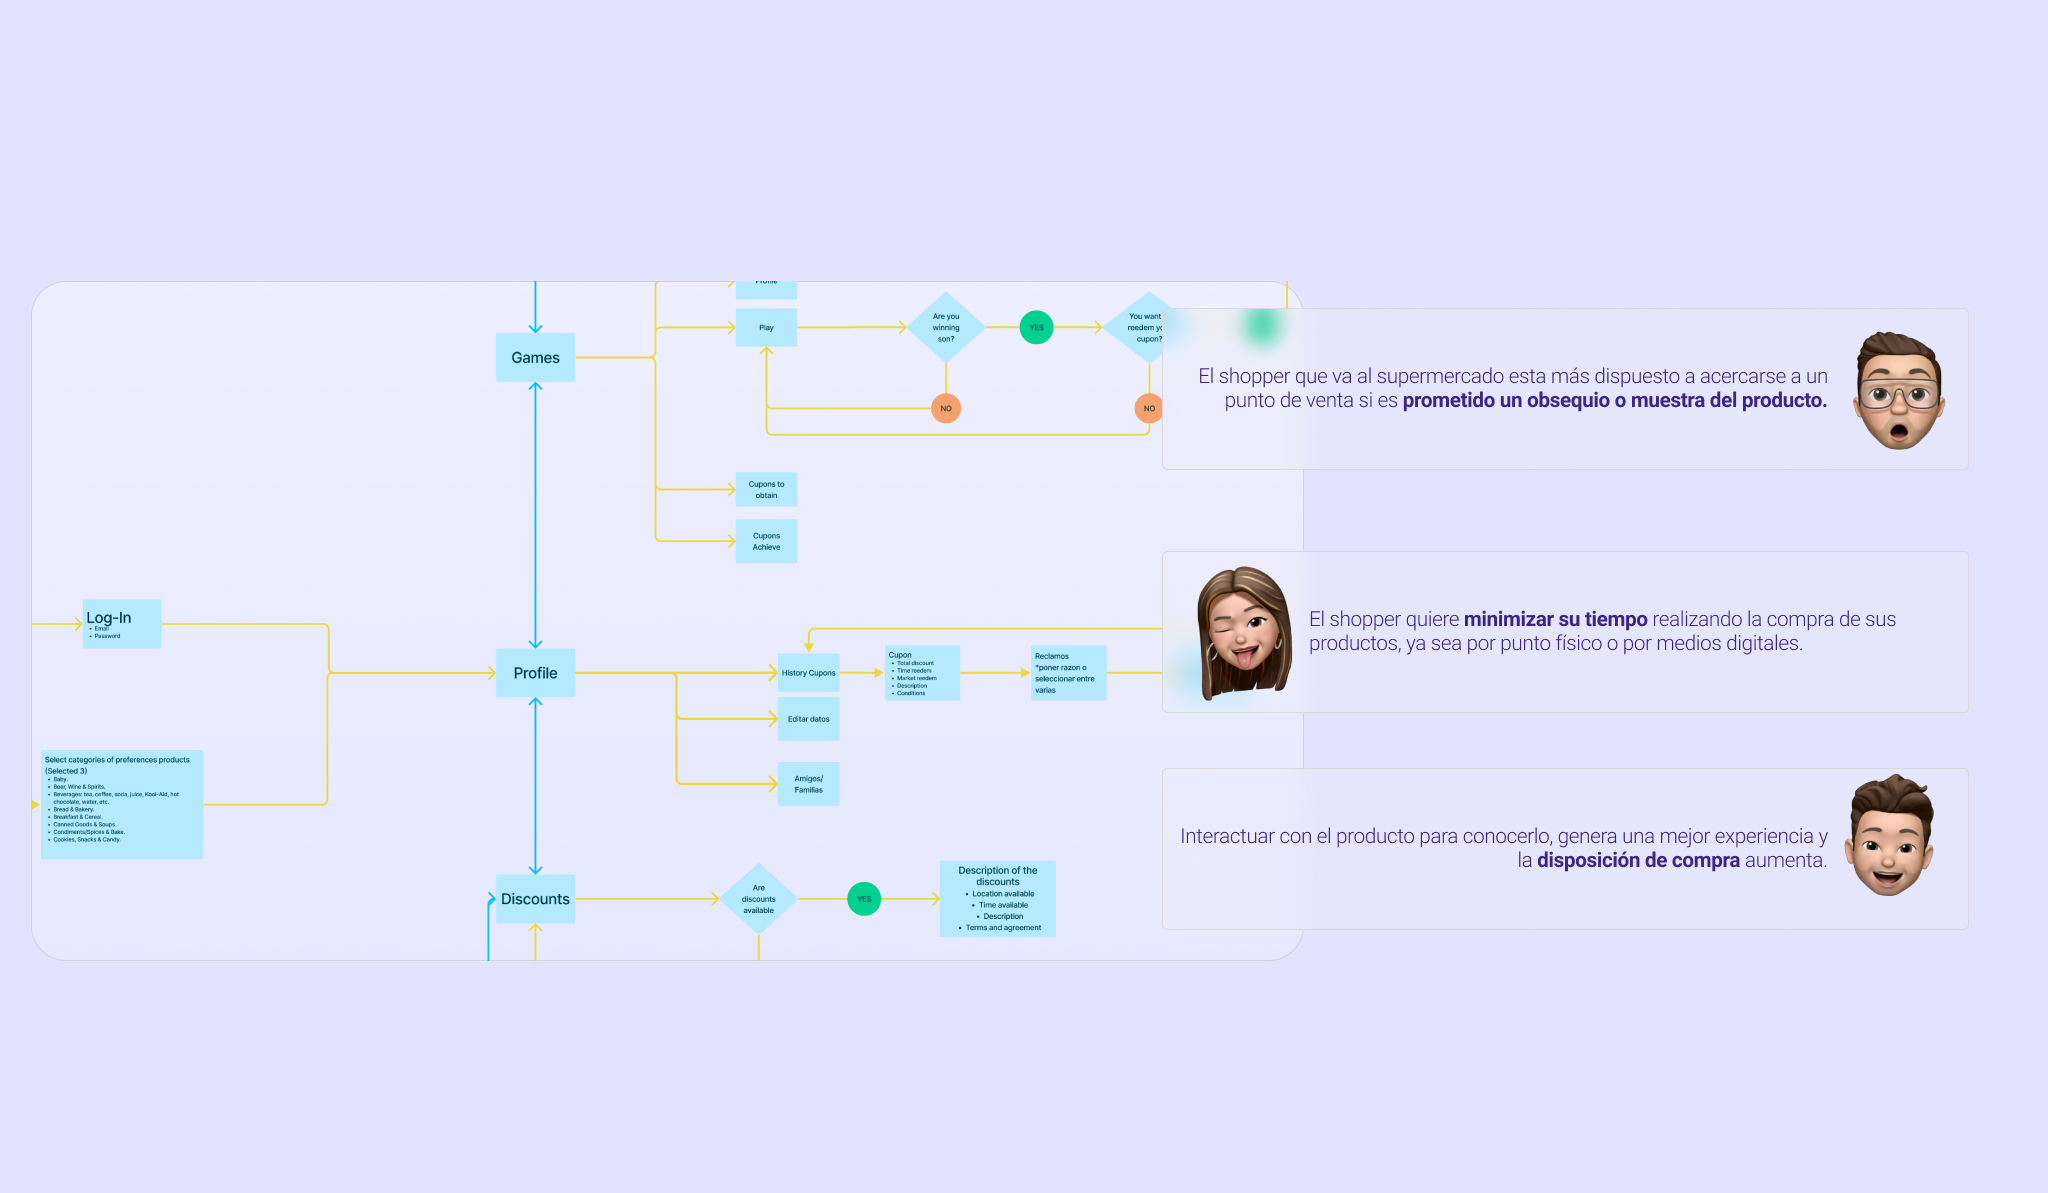 Profile
Play
Are you
winning
son?
YES
You want
reedem yo
cupon?
Games
NO
NO
Cupons to
obtain
Cupons
Achieve
Log-In
• Email
• Password
Profile
History Cupons
Cupon
• Total discount
• Time reedem
• Market reedem
• Description
• Conditions
Reclamos
*poner razon o
seleccionar entre
varias
Editar datos
Amigos/
Familias
Select categories of preferences products
(Selected 3)
• Baby.
• Beer, Wine & Spirits.
• Beverages: tea, coffee, soda, juice, Kool-Aid, hot
chocolate, water, etc.
• Bread & Bakery.
• Breakfast & Cereal.
• Canned Goods & Soups.
• Condiments/Spices & Bake.
• Cookies, Snacks & Candy.
Discounts
Are
discounts
available
YES
Description of the
discounts
• Location available
• Time available
• Description
• Terms and agreement
El shopper que va al supermercado esta más dispuesto a acercarse a un
punto de venta si es prometido un obsequio o muestra del producto.
El shopper quiere minimizar su tiempo realizando la compra de sus
productos, ya sea por punto físico o por medios digitales.
Interactuar con el producto para conocerlo, genera una mejor experiencia y
la disposición de compra aumenta.